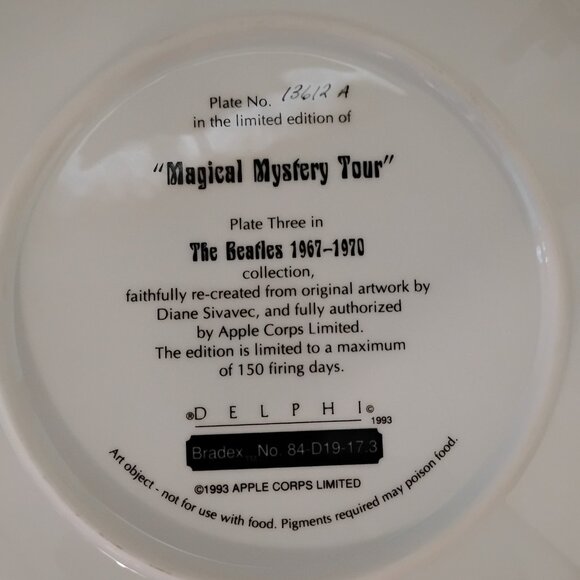 Plate No. 13612 A
in the limited edition of
"Magical Mystery Tour"
Plate Three in
The Beatles 1967–1970
collection,
faithfully re-created from original artwork by
Diane Sivavec, and fully authorized
by Apple Corps Limited.
The edition is limited to a maximum
of 150 firing days.
®DELPHI©
1993
Bradex™No. 84-D19-17.3
©1993 APPLE CORPS LIMITED
Art object - not for use with food. Pigments required may poison food.